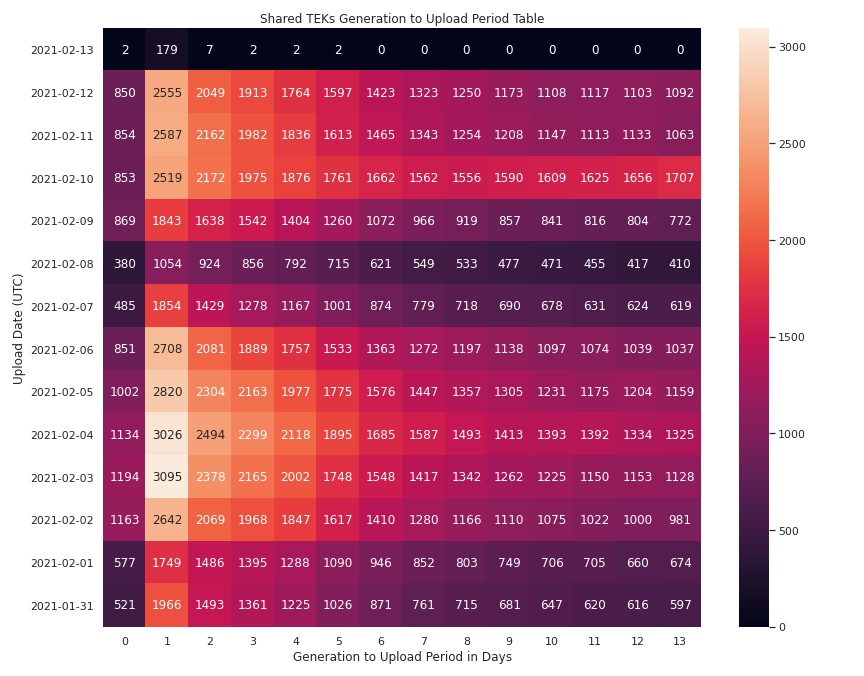 Shared TEKs Generation to Upload Period Table
2021-02-13 2 179 7 2 2 2 0 0 0 0 0 0 0 0
2021-02-12 850 2555 2049 1913 1764 1597 1423 1323 1250 1173 1108 1117 1103 1092
2021-02-11 854 2587 2162 1982 1836 1613 1465 1343 1254 1208 1147 1113 1133 1063
2021-02-10 853 2519 2172 1975 1876 1761 1662 1562 1556 1590 1609 1625 1656 1707
2021-02-09 869 1843 1638 1542 1404 1260 1072 966 919 857 841 816 804 772
2021-02-08 380 1054 924 856 792 715 621 549 533 477 471 455 417 410
2021-02-07 485 1854 1429 1278 1167 1001 874 779 718 690 678 631 624 619
2021-02-06 851 2708 2081 1889 1757 1533 1363 1272 1197 1138 1097 1074 1039 1037
2021-02-05 1002 2820 2304 2163 1977 1775 1576 1447 1357 1305 1231 1175 1204 1159
2021-02-04 1134 3026 2494 2299 2118 1895 1685 1587 1493 1413 1393 1392 1334 1325
2021-02-03 1194 3095 2378 2165 2002 1748 1548 1417 1342 1262 1225 1150 1153 1128
2021-02-02 1163 2642 2069 1968 1847 1617 1410 1280 1166 1110 1075 1022 1000 981
2021-02-01 577 1749 1486 1395 1288 1090 946 852 803 749 706 705 660 674
2021-01-31 521 1966 1493 1361 1225 1026 871 761 715 681 647 620 616 597
0 1 2 3 4 5 6 7 8 9 10 11 12 13
Generation to Upload Period in Days
Upload Date (UTC)
3000
2500
2000
1500
1000
500
0